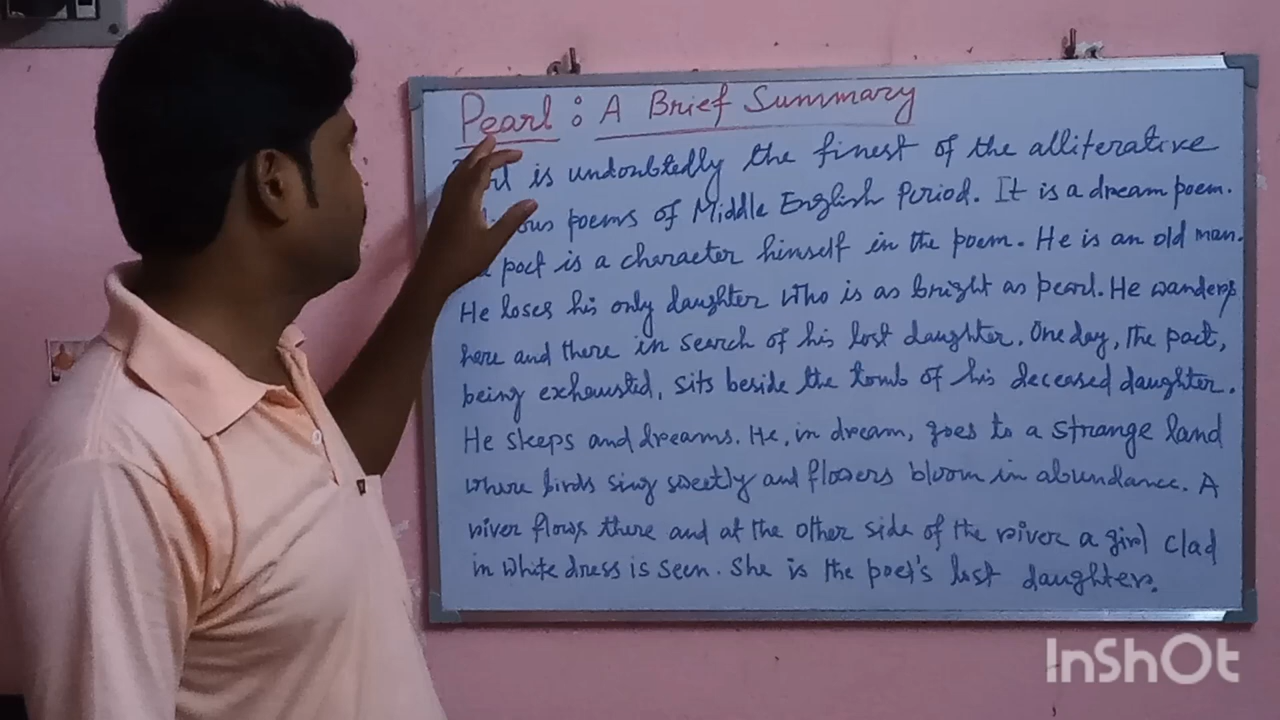 Pearl : A Brief Summary
is undoubtedly the finest of the alliterative
poems of Middle English Period. It is a dream poem.
poet is a character himself in the poem. He is an old man.
He loses his only daughter who is as bright as pearl. He wanders
here and there in search of his lost daughter. One day, the poet,
being exhausted, sits beside the tomb of his deceased daughter.
He sleeps and dreams. He, in dream, goes to a strange land
where birds sing sweetly and flowers bloom in abundance. A
river flows there and at the other side of the river a girl clad
in white dress is seen. She is the poet's lost daughter.
InShOt